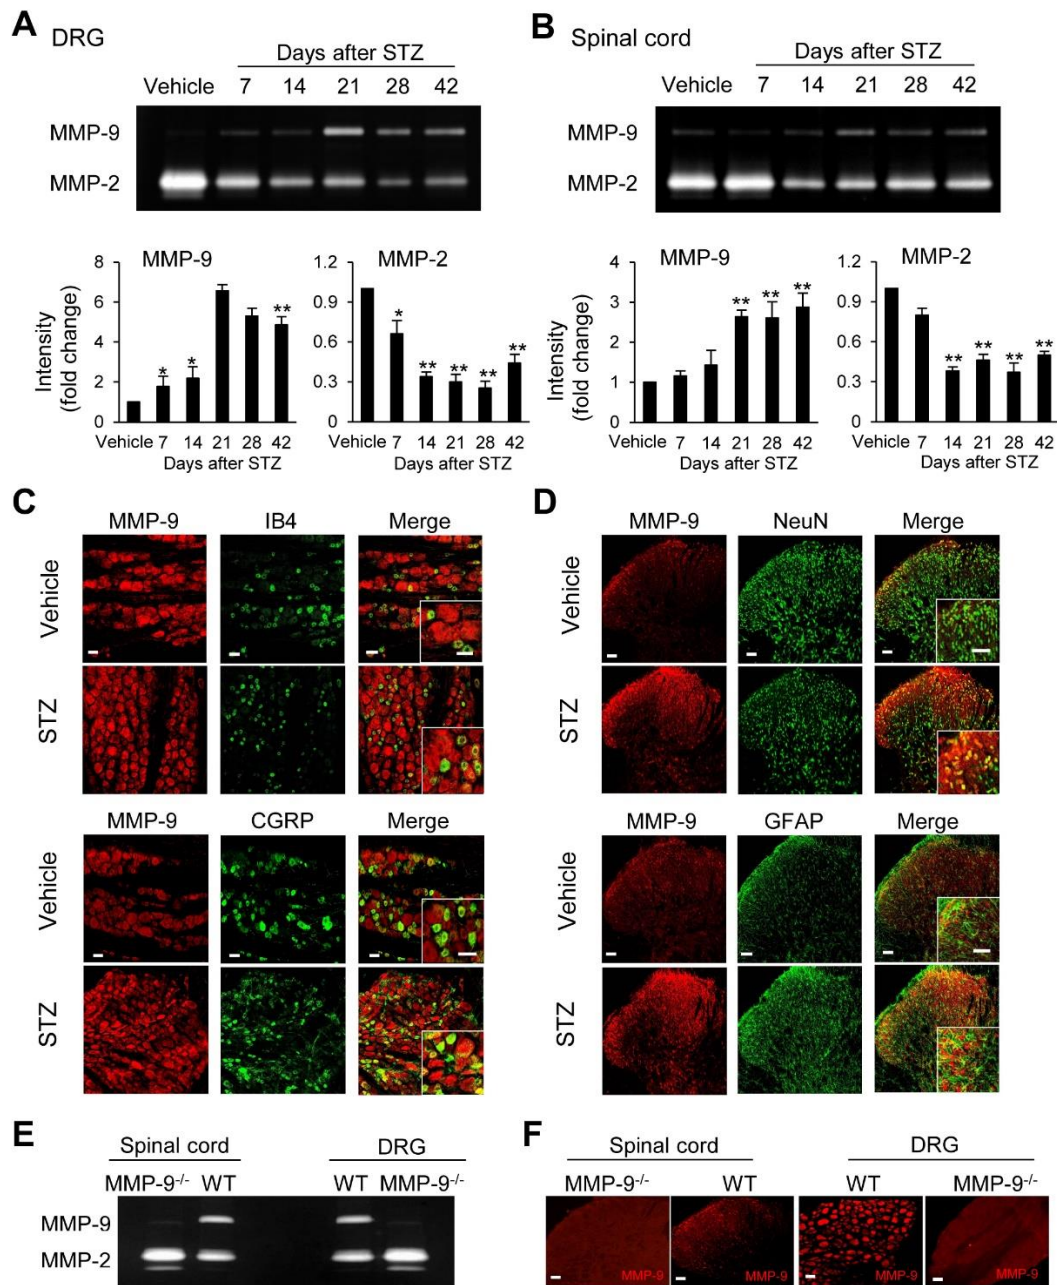 A DRG
Days after STZ
Vehicle 7 14 21 28 42
MMP-9
MMP-2
MMP-9
8
6
4
2
0
Intensity
(fold change)
* * **
Vehicle 7 14 21 28 42
Days after STZ
MMP-2
1.2
0.9
0.6
0.3
0
* ** ** ** **
Vehicle 7 14 21 28 42
Days after STZ
B Spinal cord
Days after STZ
Vehicle 7 14 21 28 42
MMP-9
MMP-2
MMP-9
4
3
2
1
0
Intensity
(fold change)
** ** **
Vehicle 7 14 21 28 42
Days after STZ
MMP-2
1.2
0.9
0.6
0.3
0
** ** ** **
Vehicle 7 14 21 28 42
Days after STZ
C
MMP-9 IB4 Merge
Vehicle
STZ
MMP-9 CGRP Merge
Vehicle
STZ
D
MMP-9 NeuN Merge
Vehicle
STZ
MMP-9 GFAP Merge
Vehicle
STZ
E
Spinal cord DRG
MMP-9-/- WT WT MMP-9-/-
MMP-9
MMP-2
F
Spinal cord DRG
MMP-9-/- WT WT MMP-9-/-
MMP-9 MMP-9 MMP-9 MMP-9